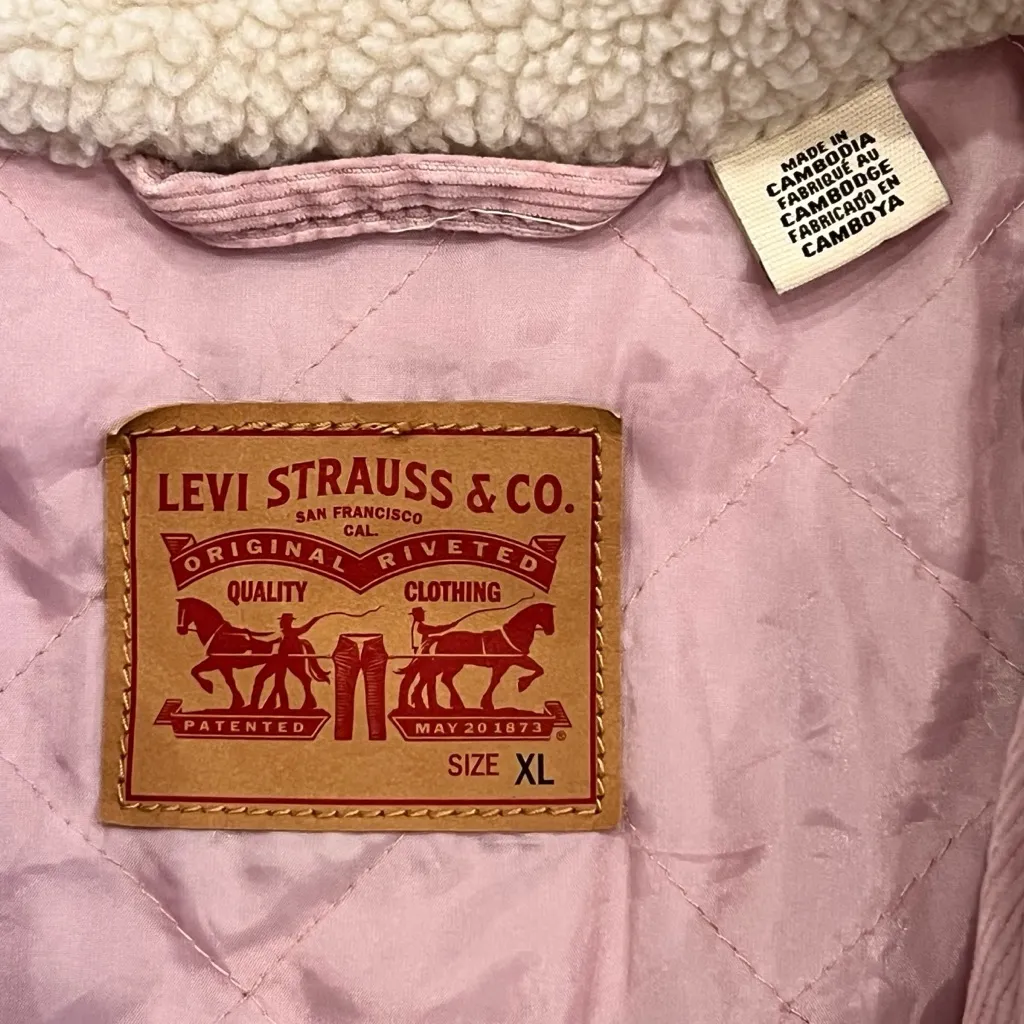 MADE IN
CAMBODIA
FABRIQUÉ AU
CAMBODGE
FABRICADO EN
CAMBOYA
LEVI STRAUSS & CO.
SAN FRANCISCO
CAL.
ORIGINAL RIVETED
QUALITY CLOTHING
PATENTED MAY 20 1873 ®
SIZE XL